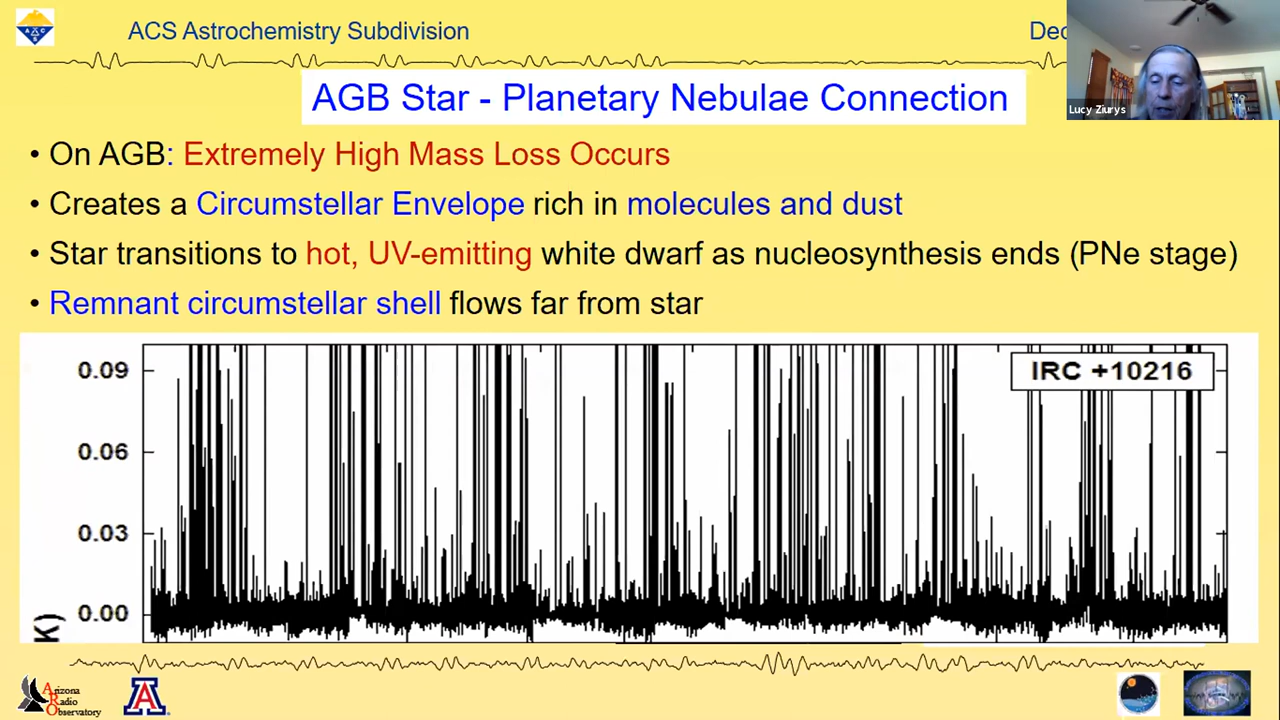 ACS Astrochemistry Subdivision
Dec
Lucy Ziurys
AGB Star - Planetary Nebulae Connection
• On AGB: Extremely High Mass Loss Occurs
• Creates a Circumstellar Envelope rich in molecules and dust
• Star transitions to hot, UV-emitting white dwarf as nucleosynthesis ends (PNe stage)
• Remnant circumstellar shell flows far from star
IRC +10216
0.09
0.06
0.03
0.00
K)
Arizona
Radio
Observatory
A